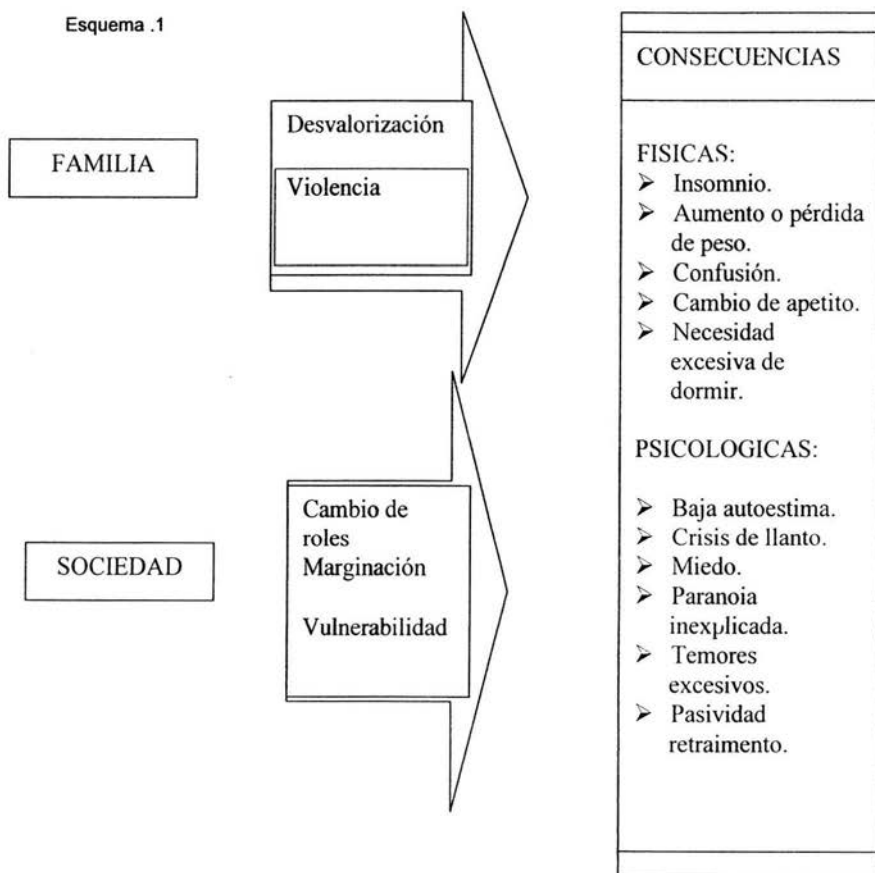 Esquema .1
FAMILIA
Desvalorización
Violencia
SOCIEDAD
Cambio de
roles
Marginación
Vulnerabilidad
CONSECUENCIAS
FISICAS:
➢ Insomnio.
➢ Aumento o pérdida
de peso.
➢ Confusión.
➢ Cambio de apetito.
➢ Necesidad
excesiva de
dormir.
PSICOLOGICAS:
➢ Baja autoestima.
➢ Crisis de llanto.
➢ Miedo.
➢ Paranoia
inexplicada.
➢ Temores
excesivos.
➢ Pasividad
retraimento.